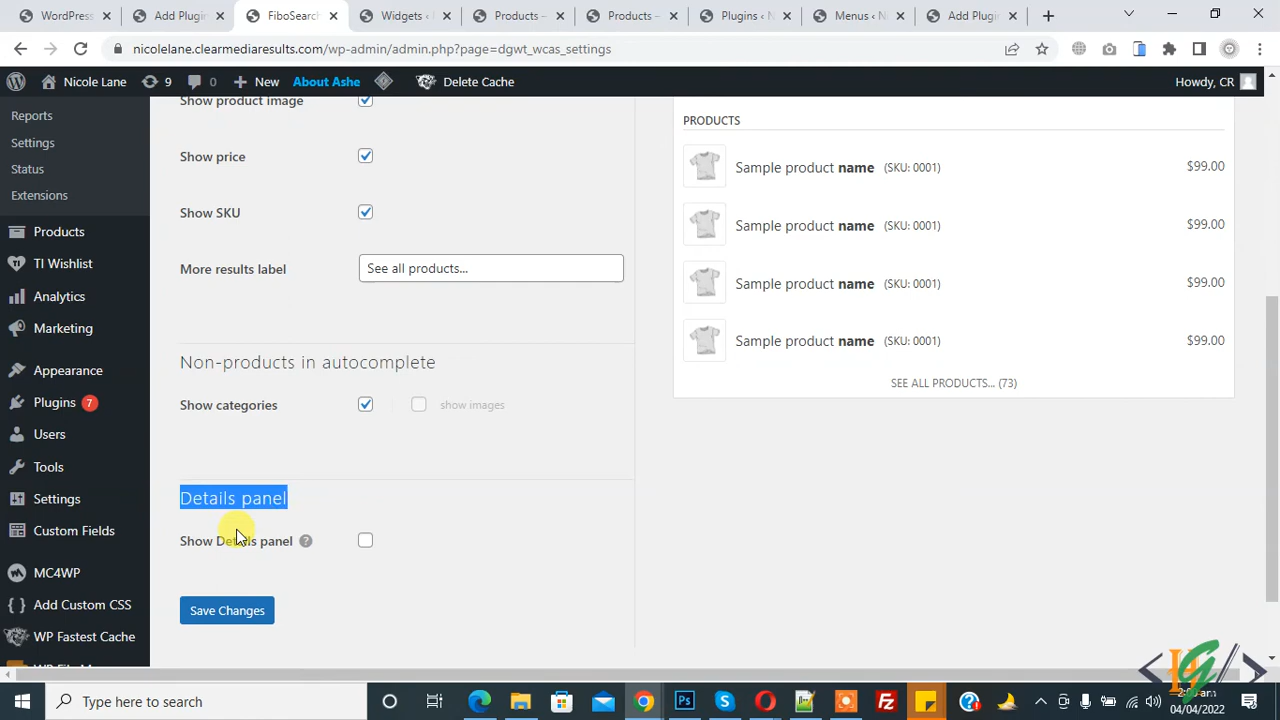 WordPress
Add Plugin
FiboSearch
Widgets ‹
Products –
Products –
Plugins ‹ N
Menus ‹ N
Add Plugin
nicolelane.clearmediaresults.com/wp-admin/admin.php?page=dgwt_wcas_settings
Nicole Lane 9 0 New About Ashe Delete Cache Howdy, CR
Reports
Settings
Status
Extensions
Products
TI Wishlist
Analytics
Marketing
Appearance
Plugins 7
Users
Tools
Settings
Custom Fields
MC4WP
Add Custom CSS
WP Fastest Cache
Show product image
Show price
Show SKU
More results label See all products...
Non-products in autocomplete
Show categories show images
Details panel
Show Details panel ?
Save Changes
PRODUCTS
Sample product name (SKU: 0001) $99.00
Sample product name (SKU: 0001) $99.00
Sample product name (SKU: 0001) $99.00
Sample product name (SKU: 0001) $99.00
SEE ALL PRODUCTS... (73)
Type here to search
04/04/2022